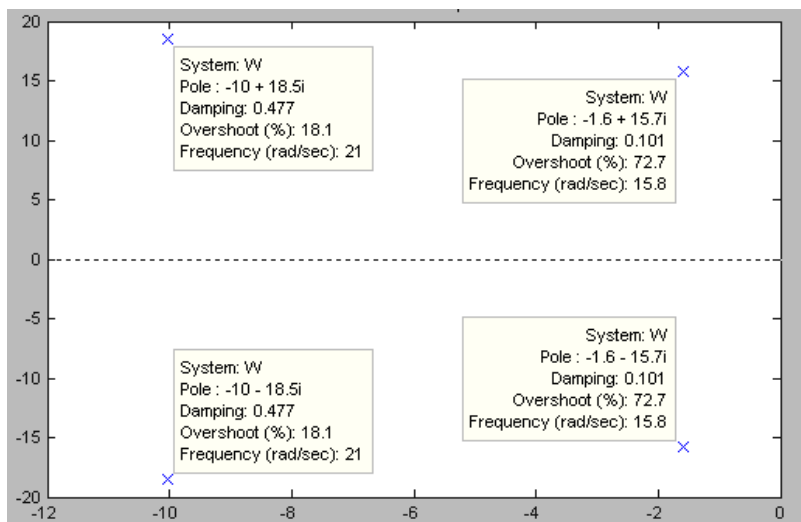 20
15
10
5
0
-5
-10
-15
-20
System: W
Pole : -10 + 18.5i
Damping: 0.477
Overshoot (%): 18.1
Frequency (rad/sec): 21
System: W
Pole : -1.6 + 15.7i
Damping: 0.101
Overshoot (%): 72.7
Frequency (rad/sec): 15.8
System: W
Pole : -10 - 18.5i
Damping: 0.477
Overshoot (%): 18.1
Frequency (rad/sec): 21
System: W
Pole : -1.6 - 15.7i
Damping: 0.101
Overshoot (%): 72.7
Frequency (rad/sec): 15.8
-12 -10 -8 -6 -4 -2 0